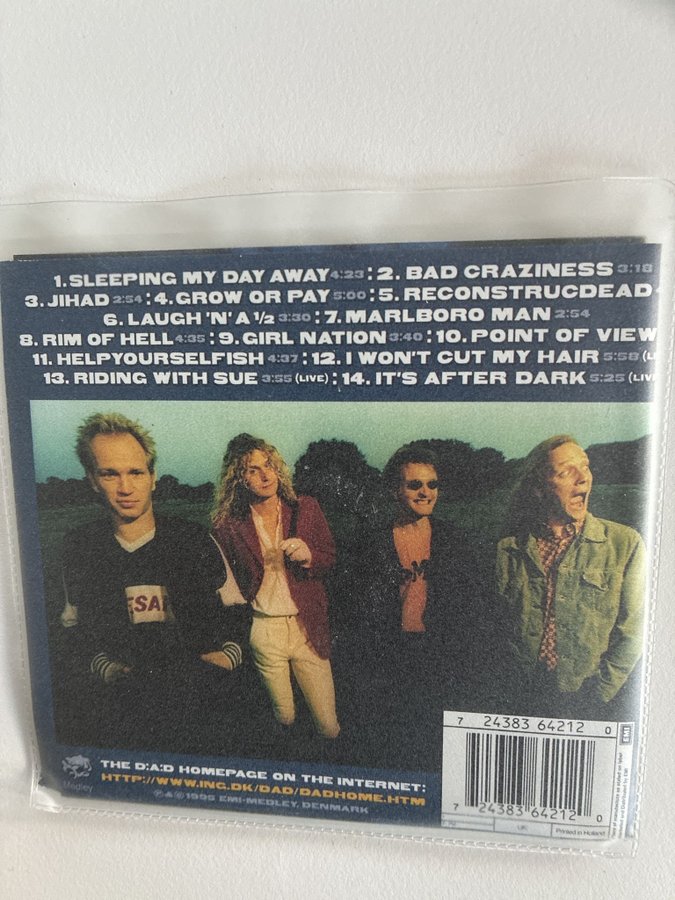 1. SLEEPING MY DAY AWAY 4:23 : 2. BAD CRAZINESS 3:18
3. JIHAD 2:54 : 4. GROW OR PAY 5:00 : 5. RECONSTRUCDEAD
6. LAUGH 'N' A ½ 3:30 : 7. MARLBORO MAN 2:54
8. RIM OF HELL 4:35 : 9. GIRL NATION 3:40 : 10. POINT OF VIEW
11. HELPYOURSELFISH 4:37 : 12. I WON'T CUT MY HAIR 5:58 (LI
13. RIDING WITH SUE 3:55 (LIVE) : 14. IT'S AFTER DARK 5:25 (LIV
ESA
THE D:A:D HOMEPAGE ON THE INTERNET:
HTTP://WWW.ING.DK/DAD/DADHOME.HTM
℗ & © 1995 EMI-MEDLEY, DENMARK
Medley
7 24383 64212 0
7 24383 64212 0
EMI
UK:
Printed in Holland